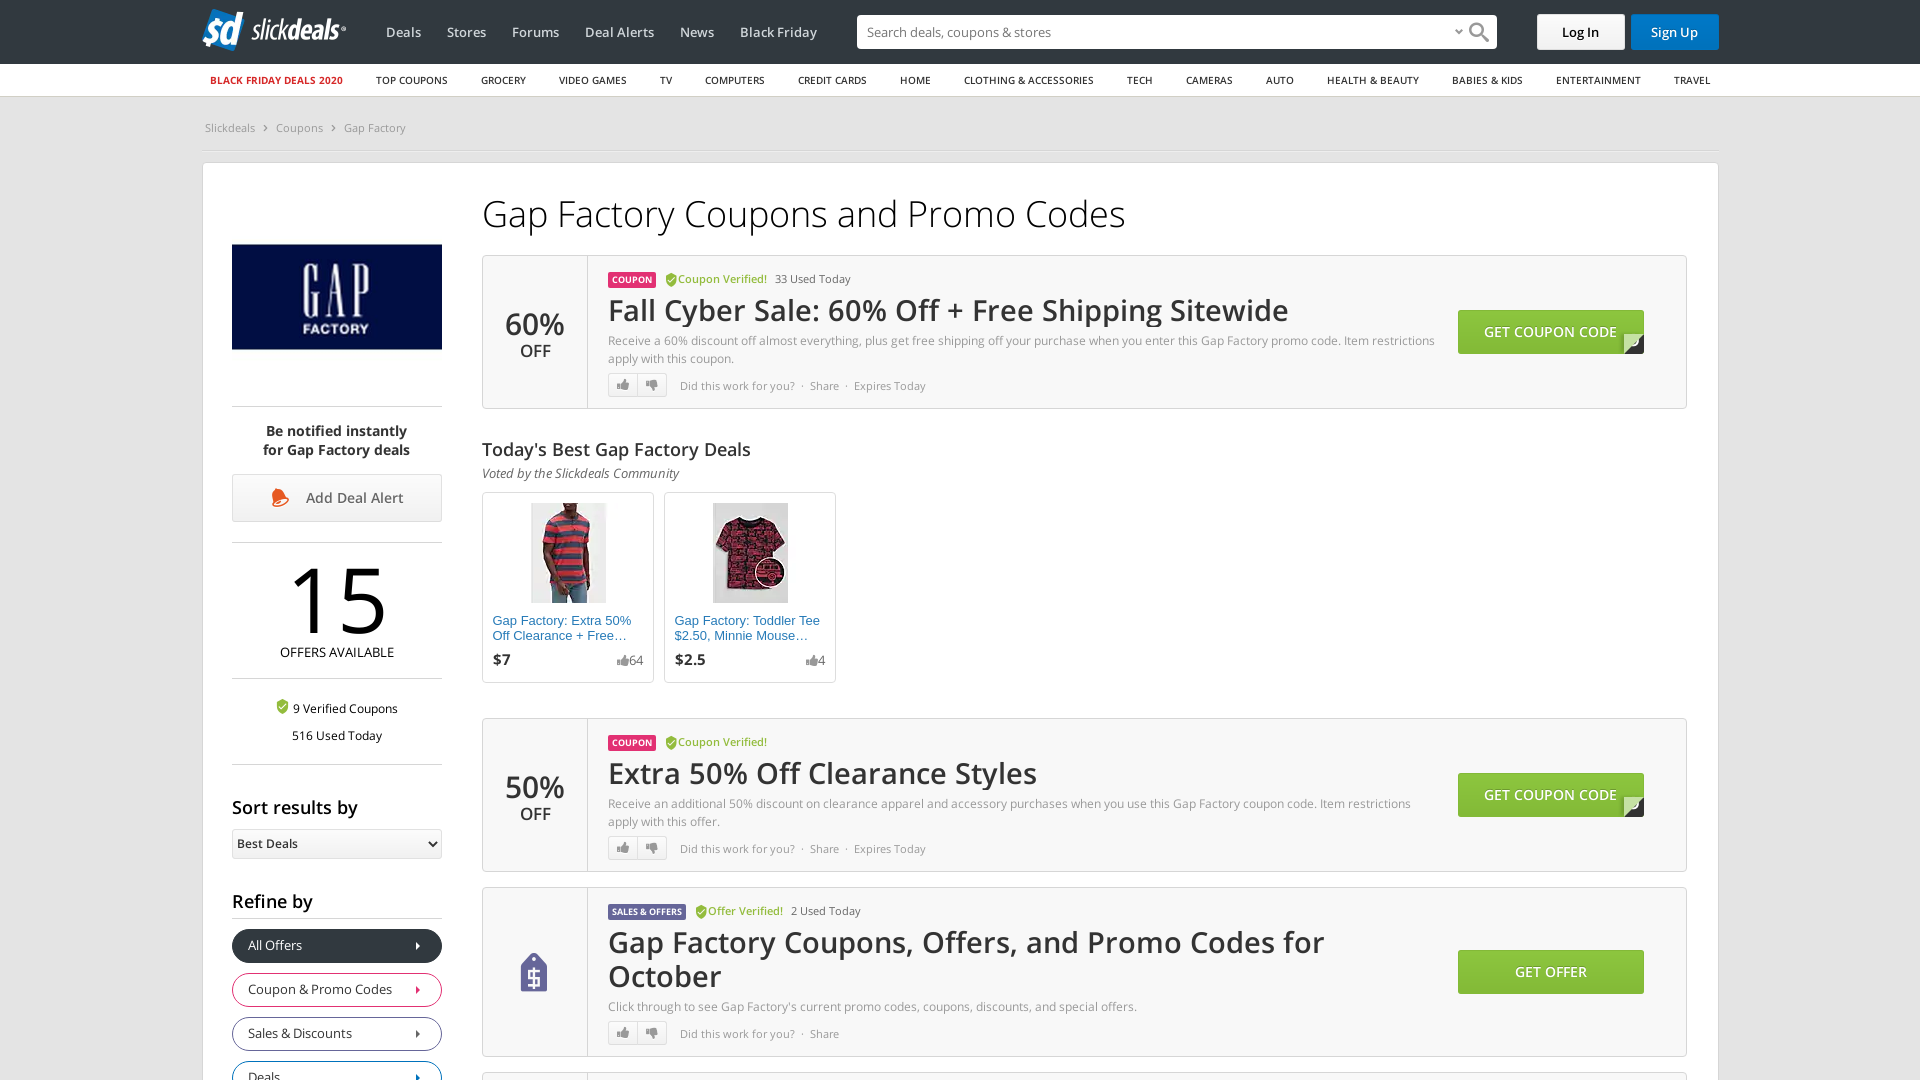 slickdeals
Deals
Stores
Forums
Deal Alerts
News
Black Friday
Search deals, coupons & stores
Log In
Sign Up
BLACK FRIDAY DEALS 2020
TOP COUPONS
GROCERY
VIDEO GAMES
TV
COMPUTERS
CREDIT CARDS
HOME
CLOTHING & ACCESSORIES
TECH
CAMERAS
AUTO
HEALTH & BEAUTY
BABIES & KIDS
ENTERTAINMENT
TRAVEL
Slickdeals
Coupons
Gap Factory
GAP
FACTORY
Be notified instantly
for Gap Factory deals
Add Deal Alert
15
OFFERS AVAILABLE
9 Verified Coupons
516 Used Today
Sort results by
Best Deals
Refine by
All Offers
Coupon & Promo Codes
Sales & Discounts
Deals
Gap Factory Coupons and Promo Codes
60%
OFF
COUPON
Coupon Verified!
33 Used Today
Fall Cyber Sale: 60% Off + Free Shipping Sitewide
Receive a 60% discount off almost everything, plus get free shipping off your purchase when you enter this Gap Factory promo code. Item restrictions
apply with this coupon.
Did this work for you? · Share · Expires Today
GET COUPON CODE
Today's Best Gap Factory Deals
Voted by the Slickdeals Community
Gap Factory: Extra 50%
Off Clearance + Free…
$7
64
Gap Factory: Toddler Tee
$2.50, Minnie Mouse…
$2.5
4
50%
OFF
COUPON
Coupon Verified!
Extra 50% Off Clearance Styles
Receive an additional 50% discount on clearance apparel and accessory purchases when you use this Gap Factory coupon code. Item restrictions
apply with this offer.
Did this work for you? · Share · Expires Today
GET COUPON CODE
SALES & OFFERS
Offer Verified!
2 Used Today
Gap Factory Coupons, Offers, and Promo Codes for
October
Click through to see Gap Factory's current promo codes, coupons, discounts, and special offers.
Did this work for you? · Share
GET OFFER